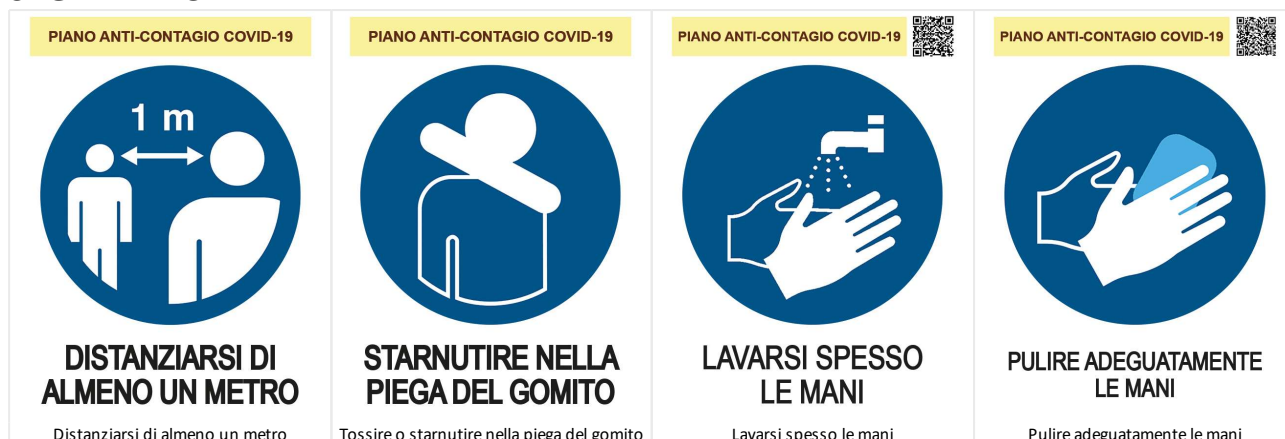 PIANO ANTI-CONTAGIO COVID-19
1 m
DISTANZIARSI DI
ALMENO UN METRO
Distanziarsi di almeno un metro
PIANO ANTI-CONTAGIO COVID-19
STARNUTIRE NELLA
PIEGA DEL GOMITO
Tossire o starnutire nella piega del gomito
PIANO ANTI-CONTAGIO COVID-19
LAVARSI SPESSO
LE MANI
Lavarsi spesso le mani
PIANO ANTI-CONTAGIO COVID-19
PULIRE ADEGUATAMENTE
LE MANI
Pulire adeguatamente le mani